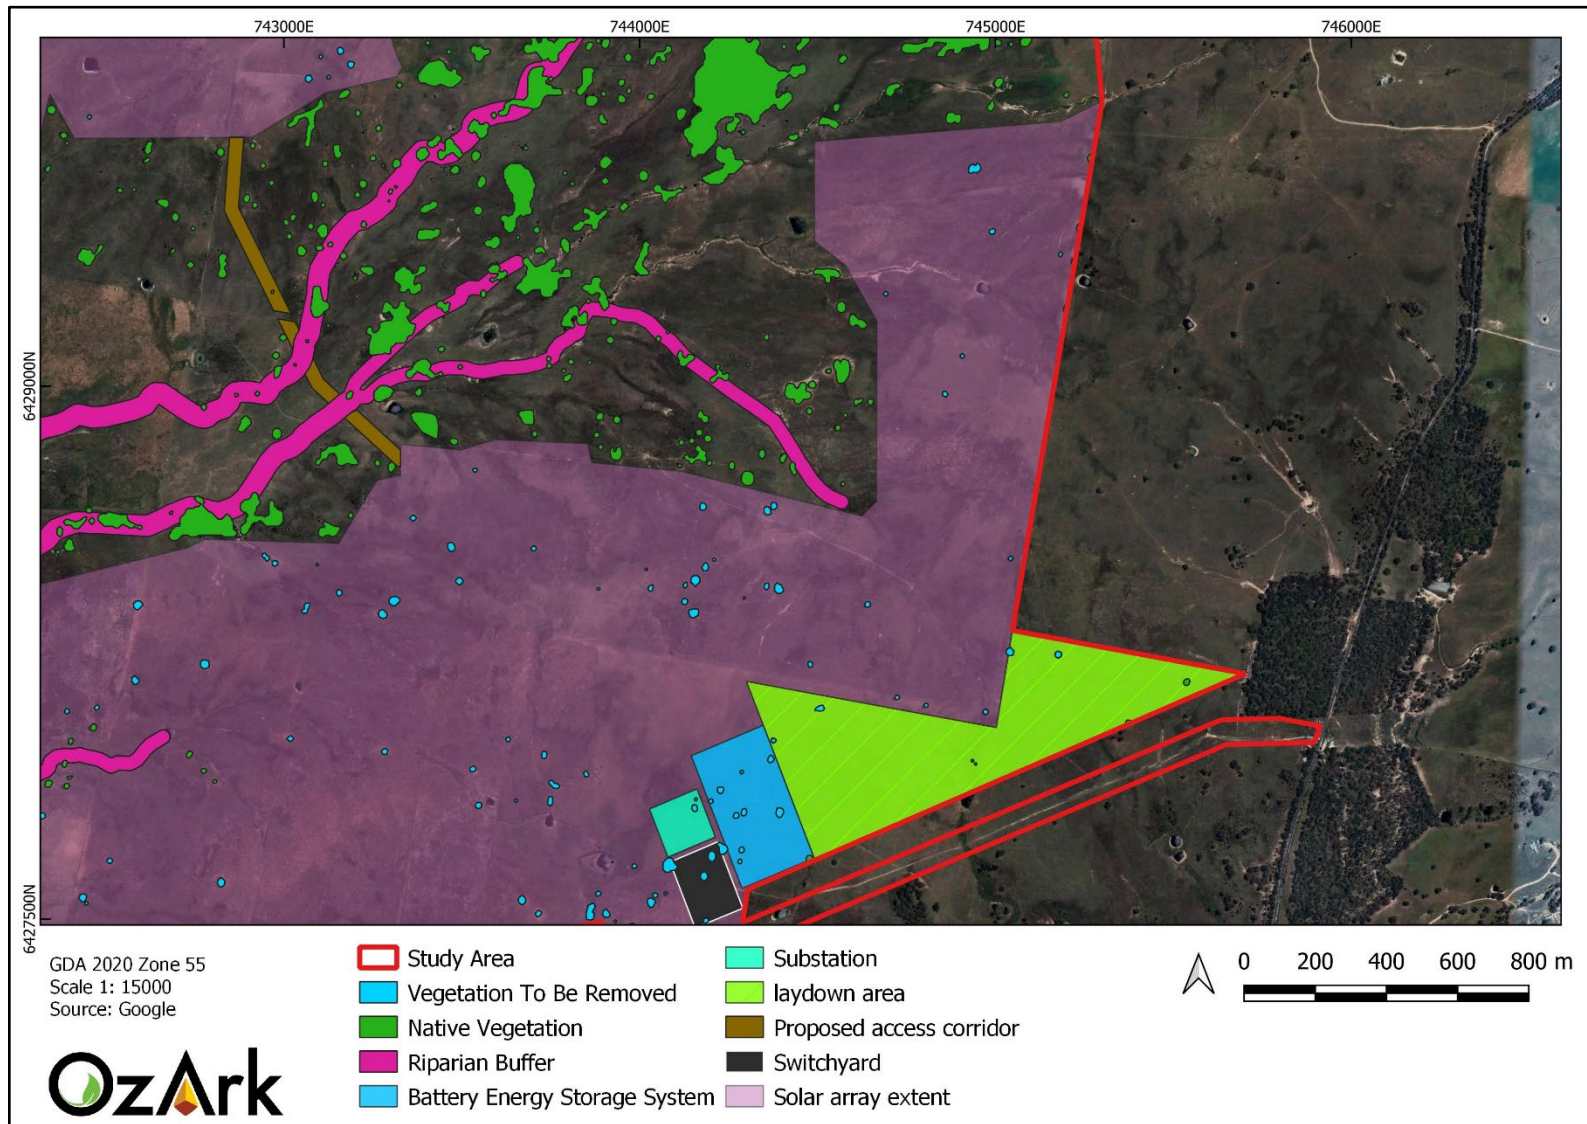 743000E 744000E 745000E 746000E
6429000N
6427500N
GDA 2020 Zone 55
Scale 1: 15000
Source: Google
OzArk
Study Area
Vegetation To Be Removed
Native Vegetation
Riparian Buffer
Battery Energy Storage System
Substation
laydown area
Proposed access corridor
Switchyard
Solar array extent
0 200 400 600 800 m